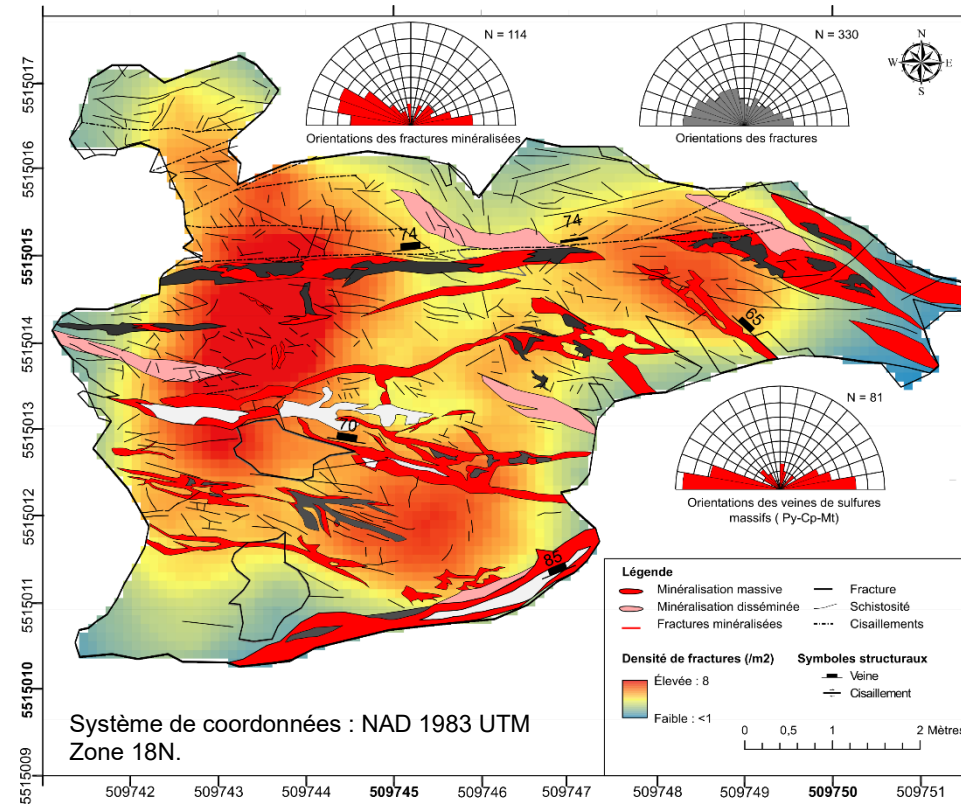 N = 114
Orientations des fractures minéralisées
N = 330
Orientations des fractures
N
W
E
S
5515017
5515016
5515015
5515014
5515013
5515012
5515011
5515010
5515009
74
74
65
70
85
N = 81
Orientations des veines de sulfures
massifs ( Py-Cp-Mt)
Légende
Minéralisation massive
Minéralisation disséminée
Fractures minéralisées
Fracture
Schistosité
Cisaillements
Densité de fractures (/m2)
Élevée : 8
Faible : <1
Symboles structuraux
Veine
Cisaillement
0 0,5 1 2 Mètres
Système de coordonnées : NAD 1983 UTM
Zone 18N.
509742 509743 509744 509745 509746 509747 509748 509749 509750 509751